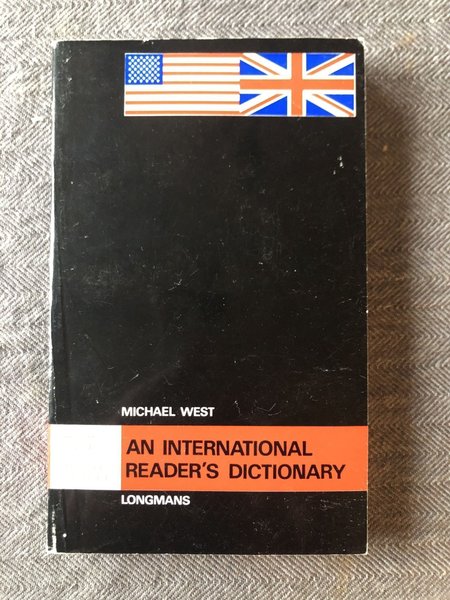 MICHAEL WEST
AN INTERNATIONAL
READER'S DICTIONARY
LONGMANS